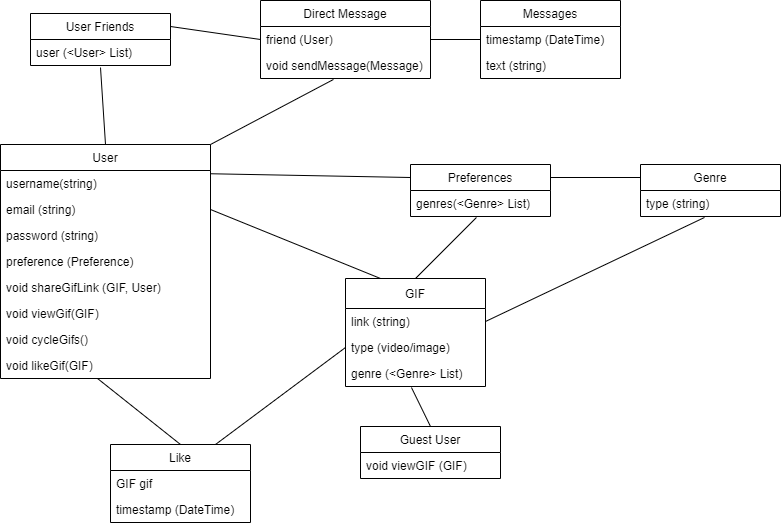 User Friends
user (<User> List)
Direct Message
friend (User)
void sendMessage(Message)
Messages
timestamp (DateTime)
text (string)
User
username(string)
email (string)
password (string)
preference (Preference)
void shareGifLink (GIF, User)
void viewGif(GIF)
void cycleGifs()
void likeGif(GIF)
Preferences
genres(<Genre> List)
Genre
type (string)
GIF
link (string)
type (video/image)
genre (<Genre> List)
Guest User
void viewGIF (GIF)
Like
GIF gif
timestamp (DateTime)